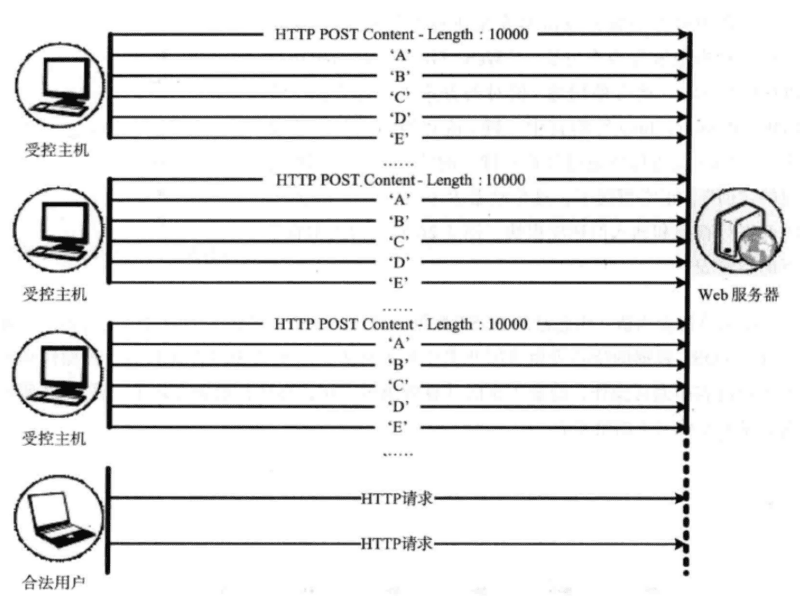 HTTP POST Content - Length : 10000
‘A’
‘B’
‘C’
‘D’
‘E’
……
受控主机
HTTP POST Content - Length : 10000
‘A’
‘B’
‘C’
‘D’
‘E’
……
受控主机
Web服务器
HTTP POST Content - Length : 10000
‘A’
‘B’
‘C’
‘D’
‘E’
……
受控主机
HTTP请求
HTTP请求
合法用户